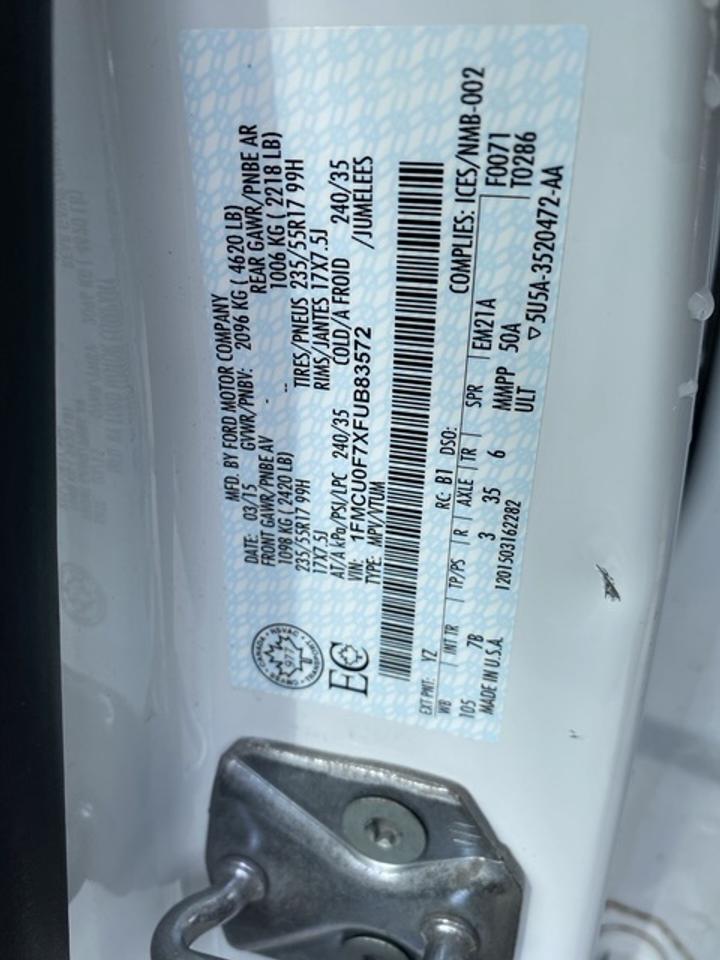 MFD. BY FORD MOTOR COMPANY
DATE: 03/15 GVWR/PNBV: 2096 KG ( 4620 LB)
FRONT GAWR/PNBE AV REAR GAWR/PNBE AR
1098 KG ( 2420 LB) - 1006 KG ( 2218 LB)
235/55R17 99H -- TIRES/PNEUS 235/55R17 99H
17X7.5J RIMS/JANTES 17X7.5J
AT/A kPa/PSI/LPC 240/35 COLD/A FROID 240/35
VIN: 1FMCU0F7XFUB83572 /JUMELEES
TYPE: MPV/VTUM
CANADA
NSVAC
977
TRANSPORT
CMVSS
EC
COMPLIES: ICES/NMB-002
EXT PNT: YZ RC: B1 DSO: F0071
WB INT TR TP/PS R AXLE TR SPR EM21A T0286
105 7B 3 35 6 MMPP 50A
MADE IN U.S.A. 1201503162282 ULT ▽5U5A-3520472-AA